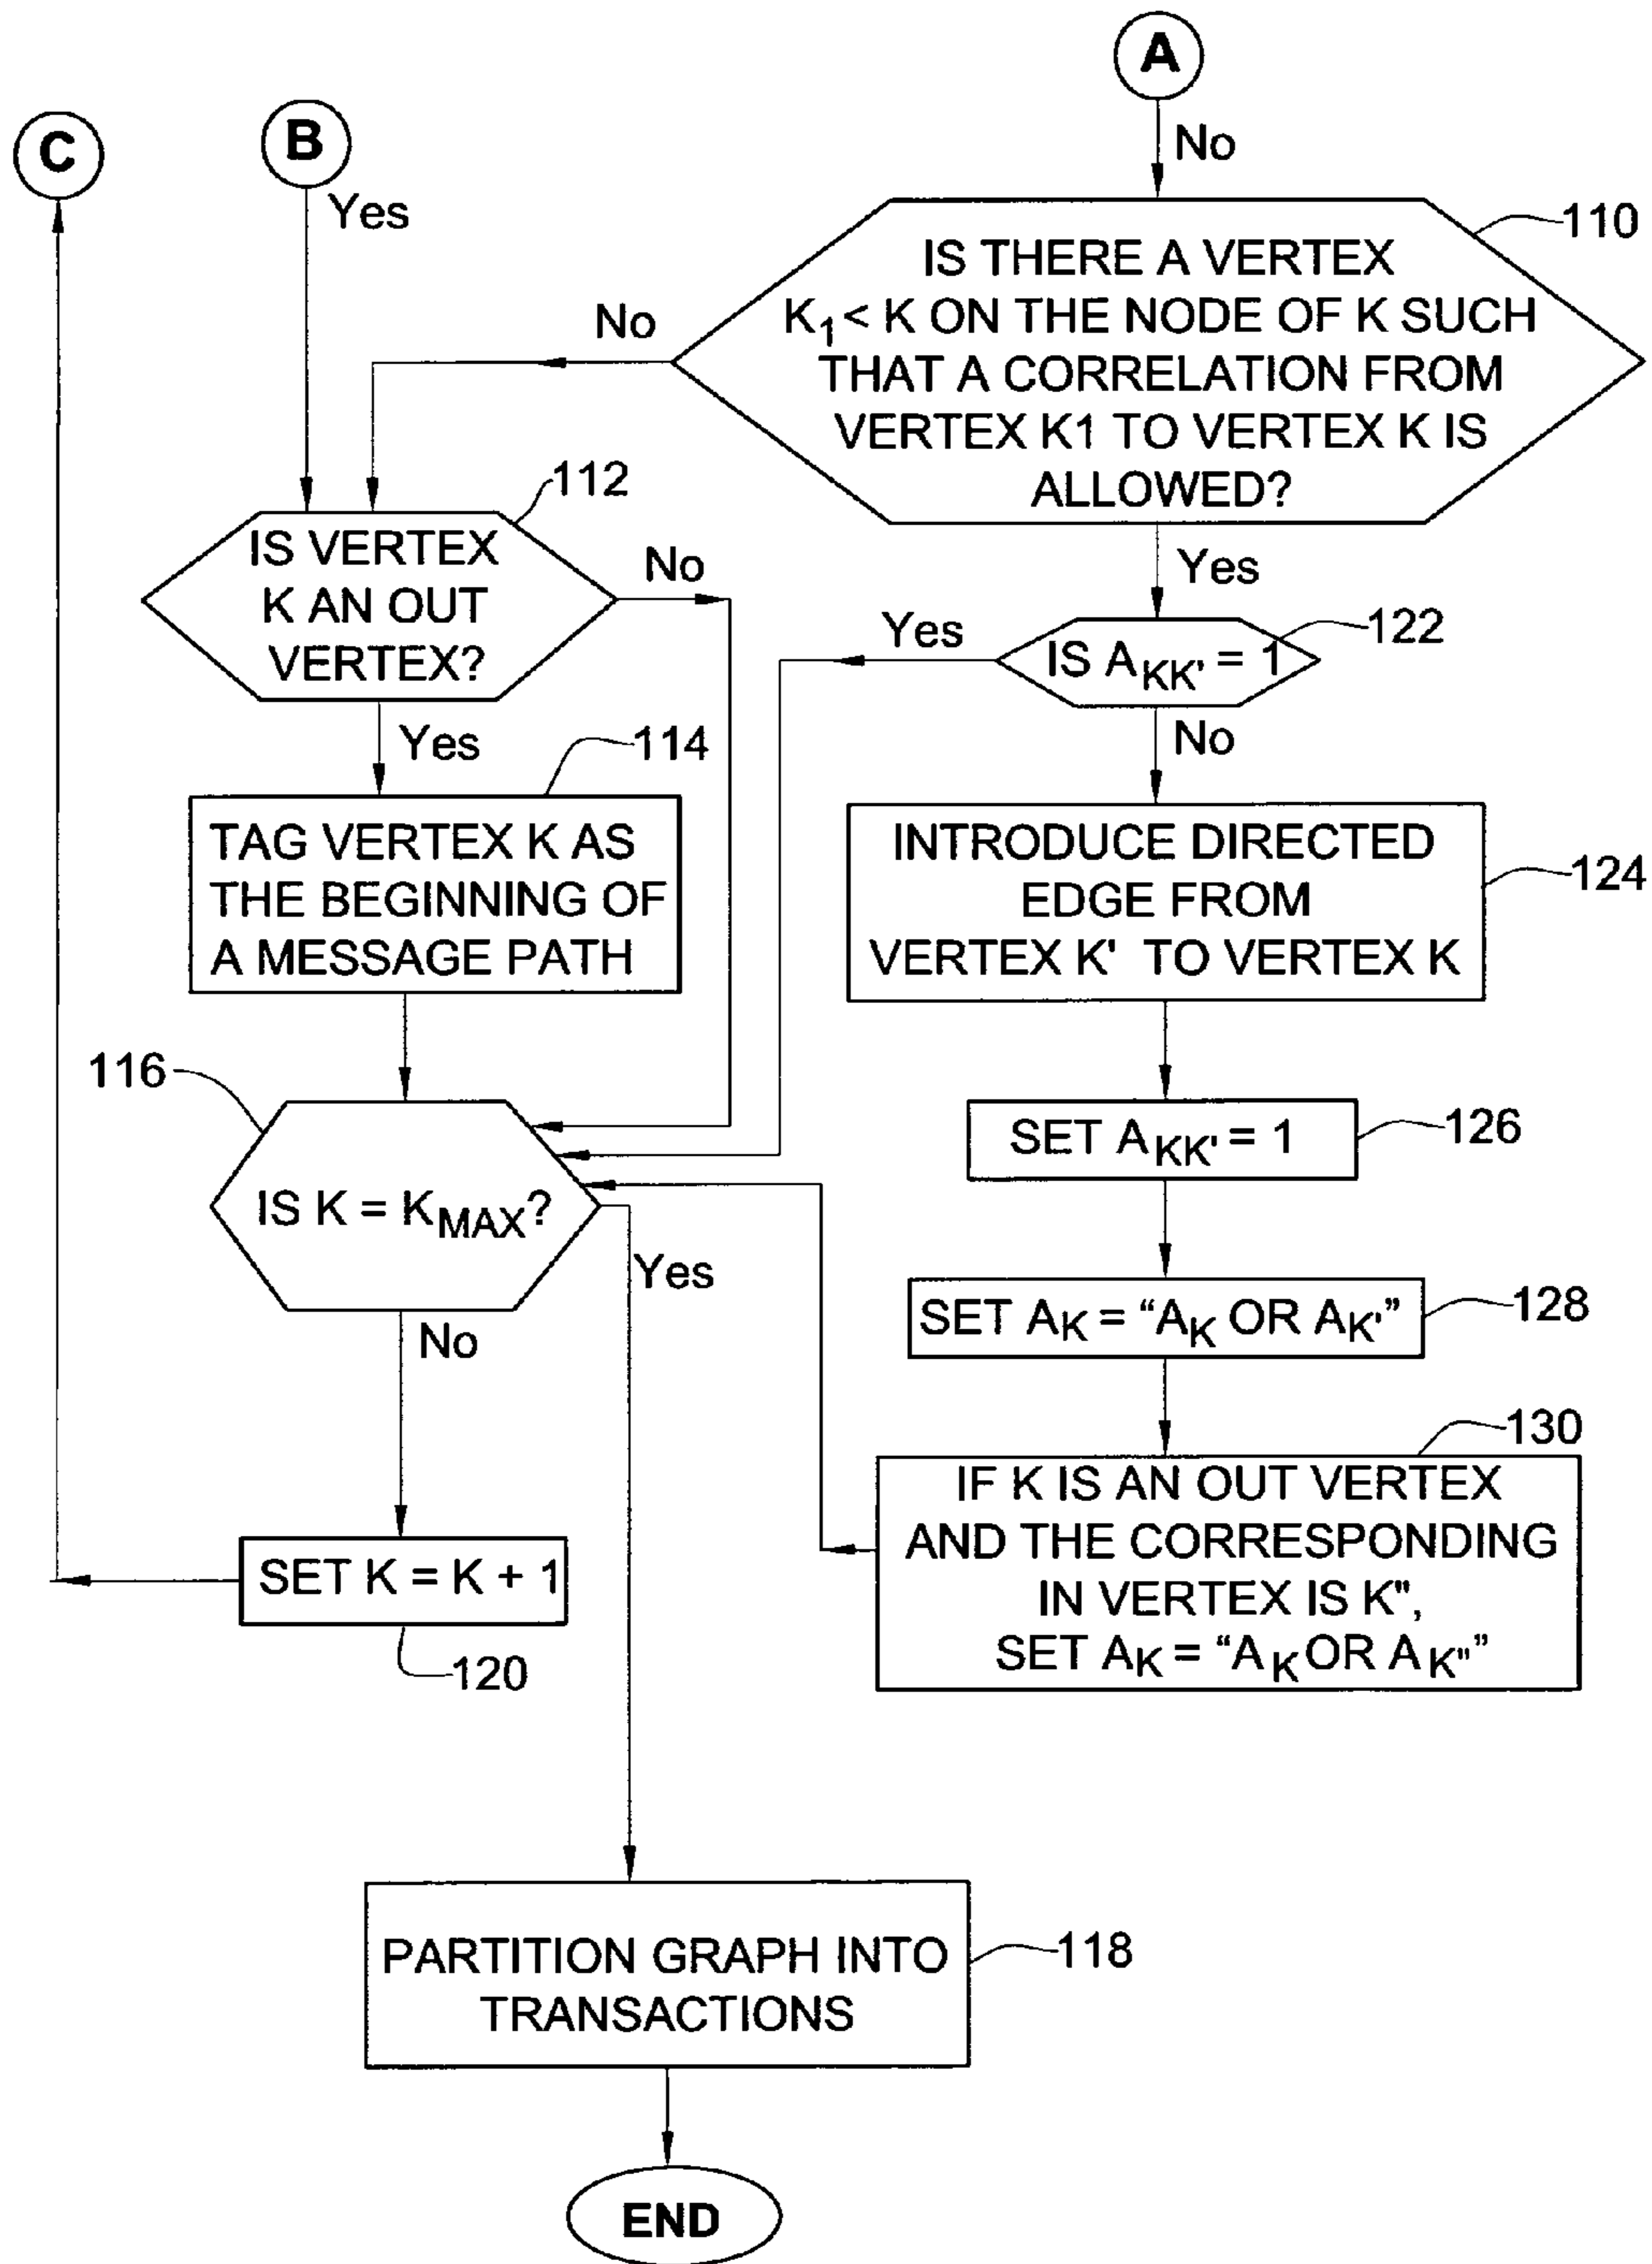 A
C
B
No
Yes
110
IS THERE A VERTEX
K1 < K ON THE NODE OF K SUCH
THAT A CORRELATION FROM
VERTEX K1 TO VERTEX K IS
ALLOWED?
No
112
IS VERTEX
K AN OUT
VERTEX?
No
Yes
Yes
122
IS AKK' = 1
Yes
114
No
TAG VERTEX K AS
THE BEGINNING OF
A MESSAGE PATH
INTRODUCE DIRECTED
EDGE FROM
VERTEX K' TO VERTEX K
124
116
SET AKK' = 1
126
IS K = KMAX?
Yes
No
SET AK = “AK OR AK'”
128
130
IF K IS AN OUT VERTEX
AND THE CORRESPONDING
IN VERTEX IS K",
SET AK = “AK OR AK"”
SET K = K + 1
120
PARTITION GRAPH INTO
TRANSACTIONS
118
END